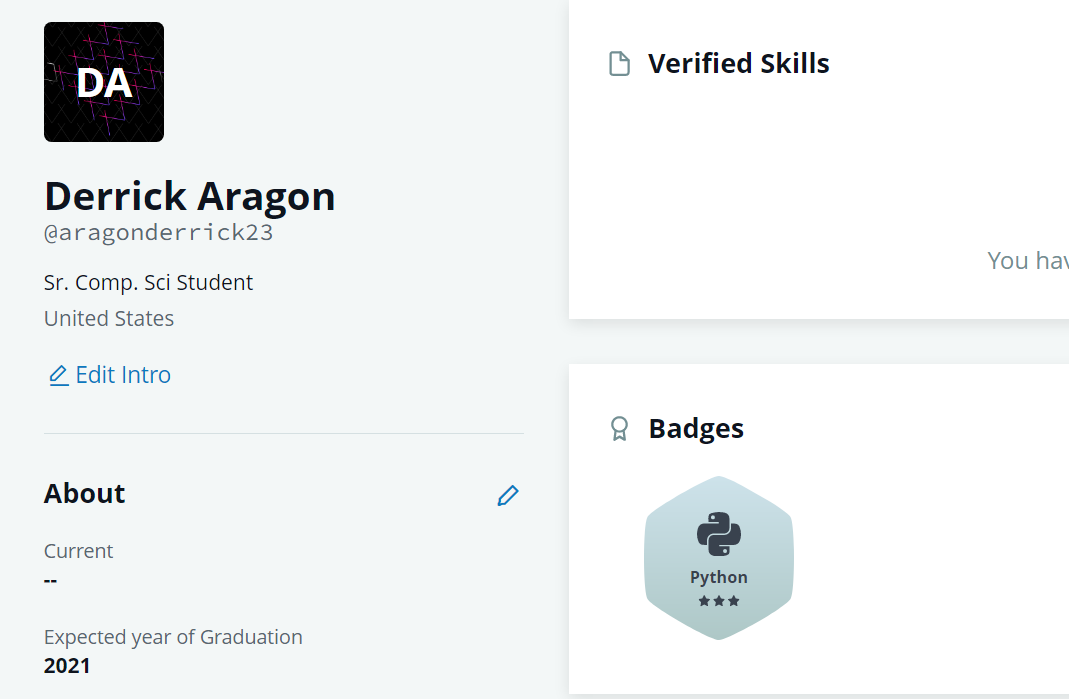 DA
Derrick Aragon
@aragonderrick23
Sr. Comp. Sci Student
United States
Edit Intro
About
Current
--
Expected year of Graduation
2021
Verified Skills
You hav
Badges
Python